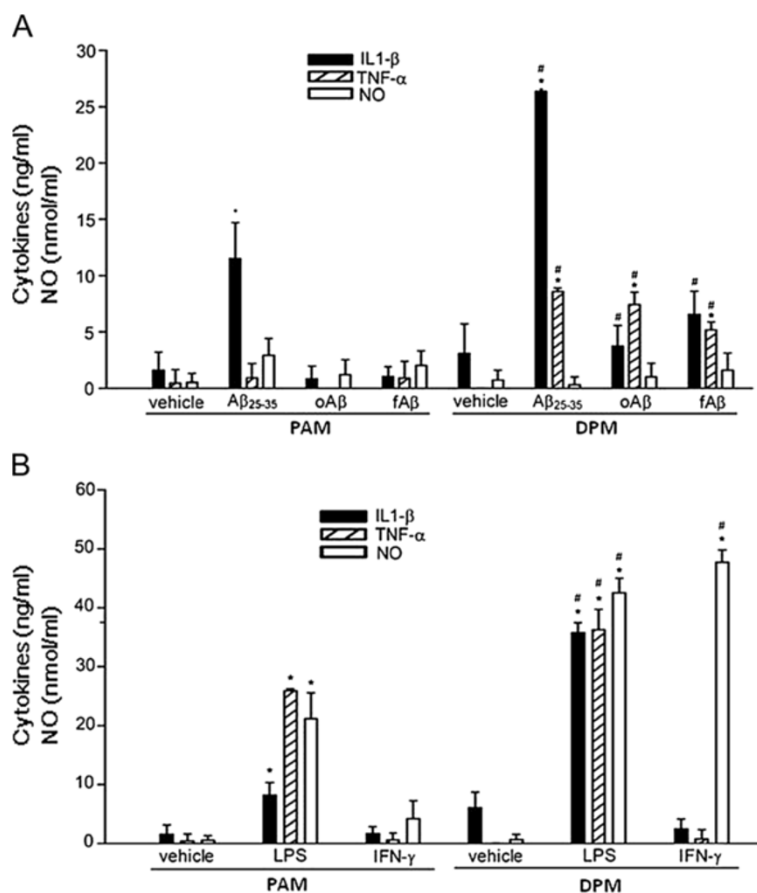 A
30
25
20
15
10
5
0
Cytokines (ng/ml)
NO (nmol/ml)
IL1-β
TNF-α
NO
*
#
*
#
*
#
#
*
#
#
*
vehicle Aβ25-35 oAβ fAβ vehicle Aβ25-35 oAβ fAβ
PAM DPM
B
60
50
40
30
20
10
0
Cytokines (ng/ml)
NO (nmol/ml)
IL1-β
TNF-α
NO
*
*
*
#
*
#
*
#
*
#
*
vehicle LPS IFN-γ vehicle LPS IFN-γ
PAM DPM